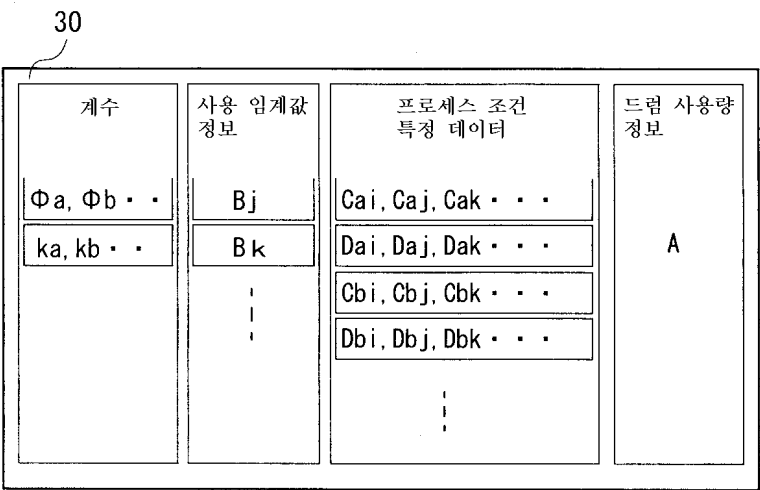 30
계수
Φa, Φb・・
ka, kb・・
사용 임계값
정보
Bj
Bk
프로세스 조건
특정 데이터
Cai, Caj, Cak・・・
Dai, Daj, Dak・・・
Cbi, Cbj, Cbk・・・
Dbi, Dbj, Dbk・・・
드럼 사용량
정보
A